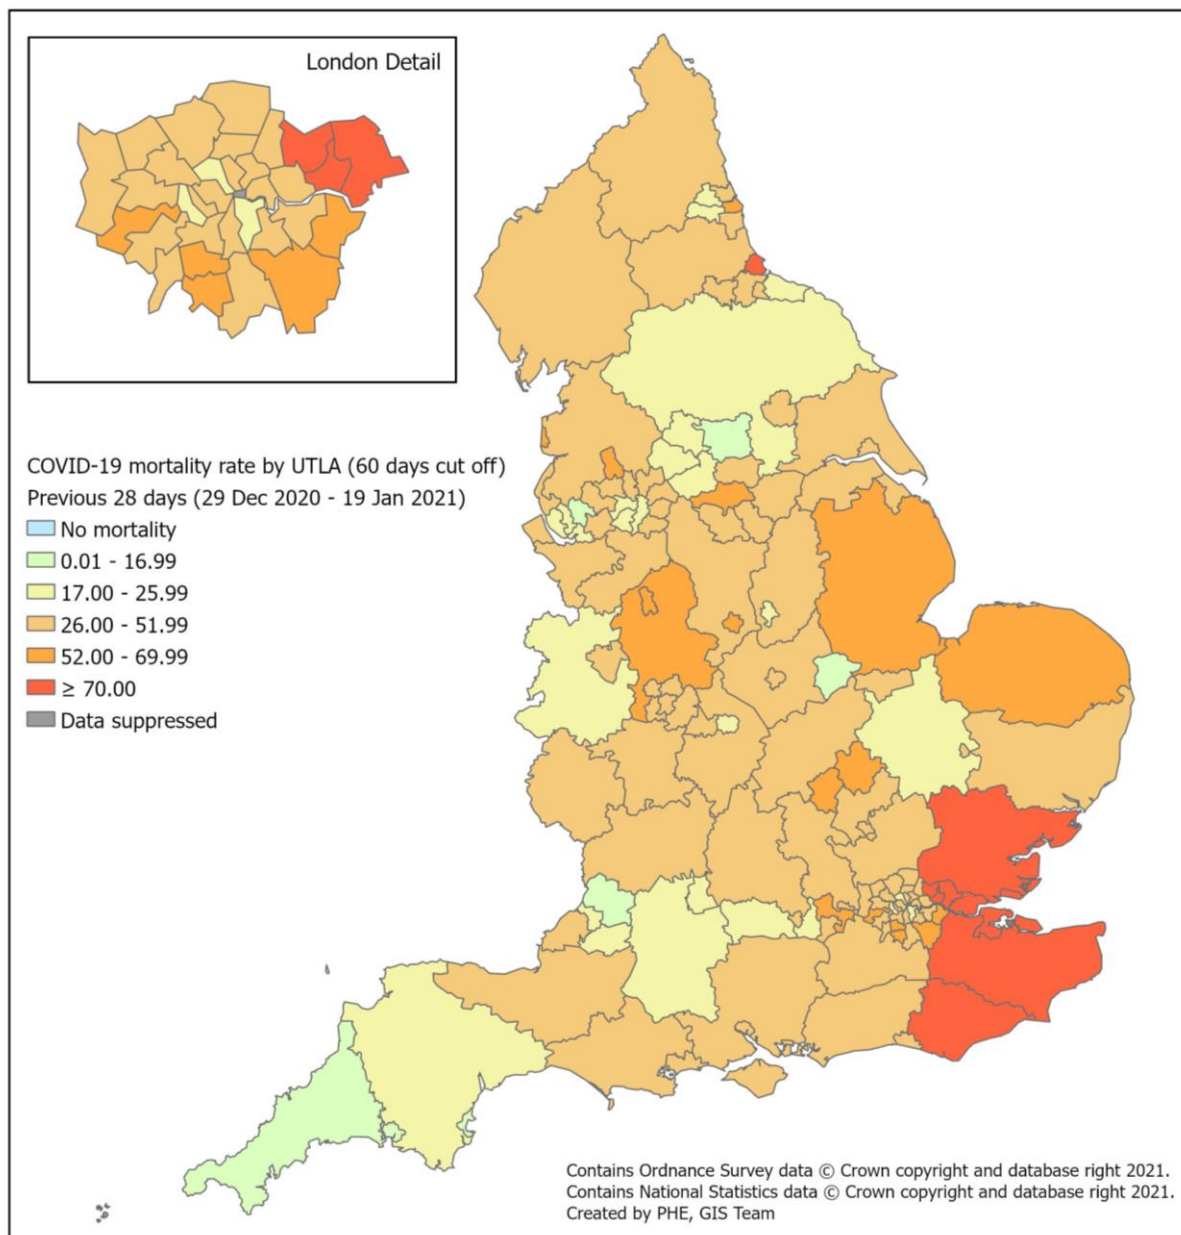 London Detail
COVID-19 mortality rate by UTLA (60 days cut off)
Previous 28 days (29 Dec 2020 - 19 Jan 2021)
No mortality
0.01 - 16.99
17.00 - 25.99
26.00 - 51.99
52.00 - 69.99
≥ 70.00
Data suppressed
Contains Ordnance Survey data © Crown copyright and database right 2021.
Contains National Statistics data © Crown copyright and database right 2021.
Created by PHE, GIS Team